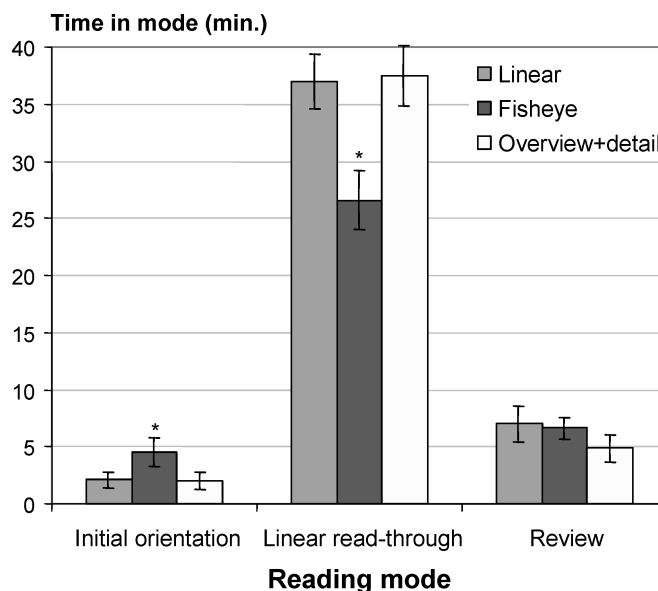 Time in mode (min.)
40
35
30
25
20
15
10
5
0
Linear
Fisheye
Overview+detail
*
*
Initial orientation
Linear read-through
Review
Reading mode